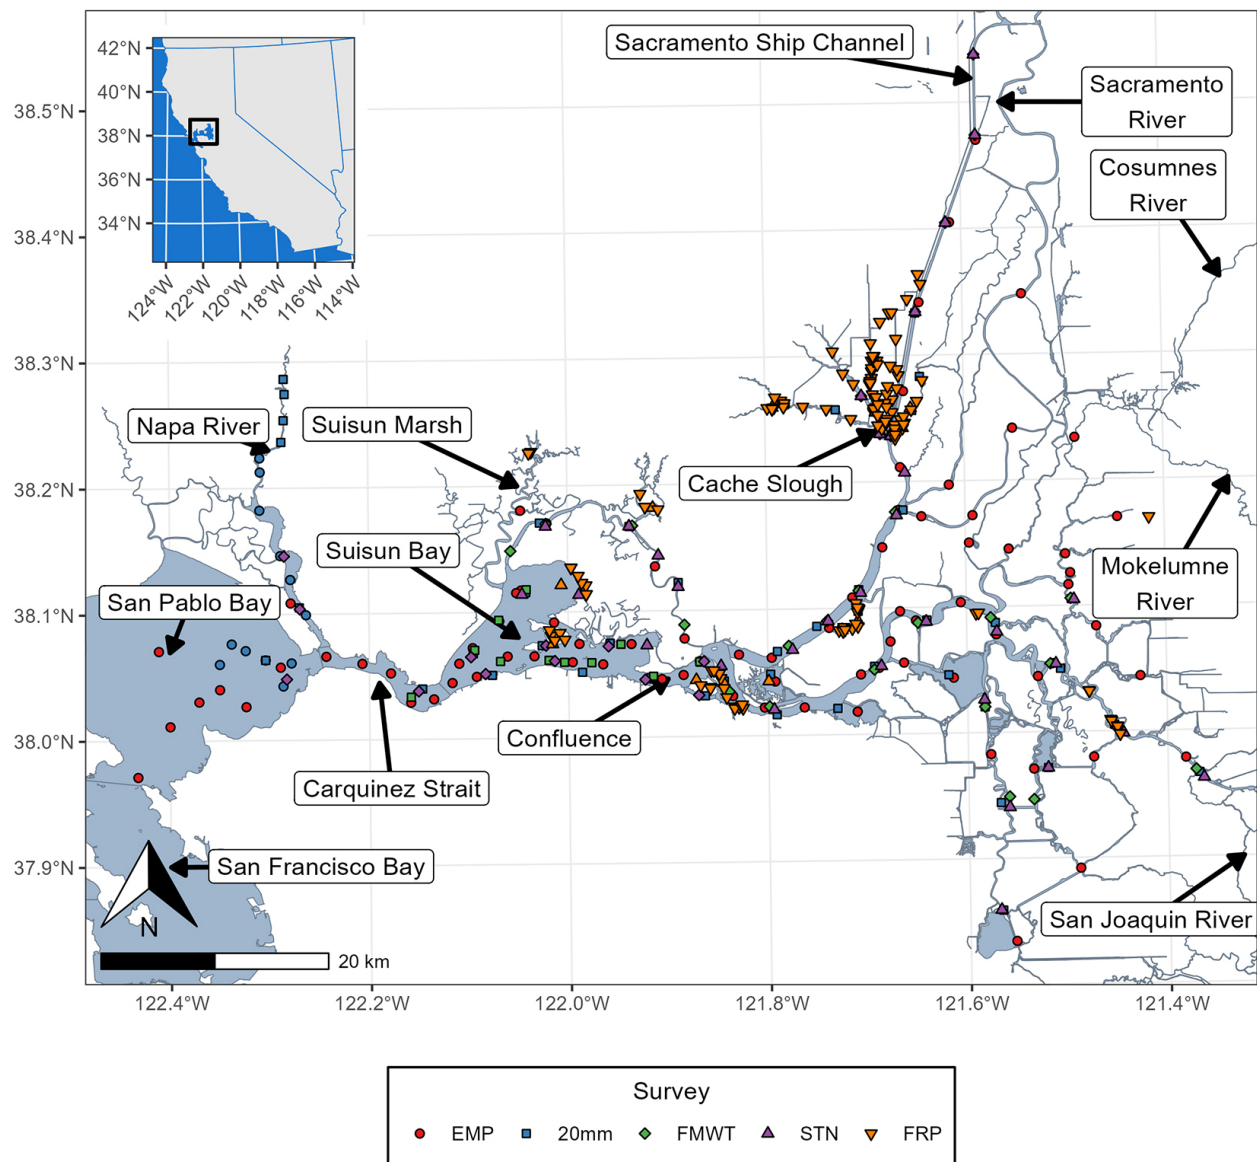 Sacramento Ship Channel
Sacramento
River
Cosumnes
River
42°N
40°N
38°N
36°N
34°N
124°W
122°W
120°W
118°W
116°W
114°W
38.5°N
38.4°N
38.3°N
38.2°N
38.1°N
38.0°N
37.9°N
Napa River
Suisun Marsh
Cache Slough
Suisun Bay
Mokelumne
River
San Pablo Bay
Confluence
Carquinez Strait
San Francisco Bay
San Joaquin River
N
20 km
122.4°W
122.2°W
122.0°W
121.8°W
121.6°W
121.4°W
Survey
EMP
20mm
FMWT
STN
FRP